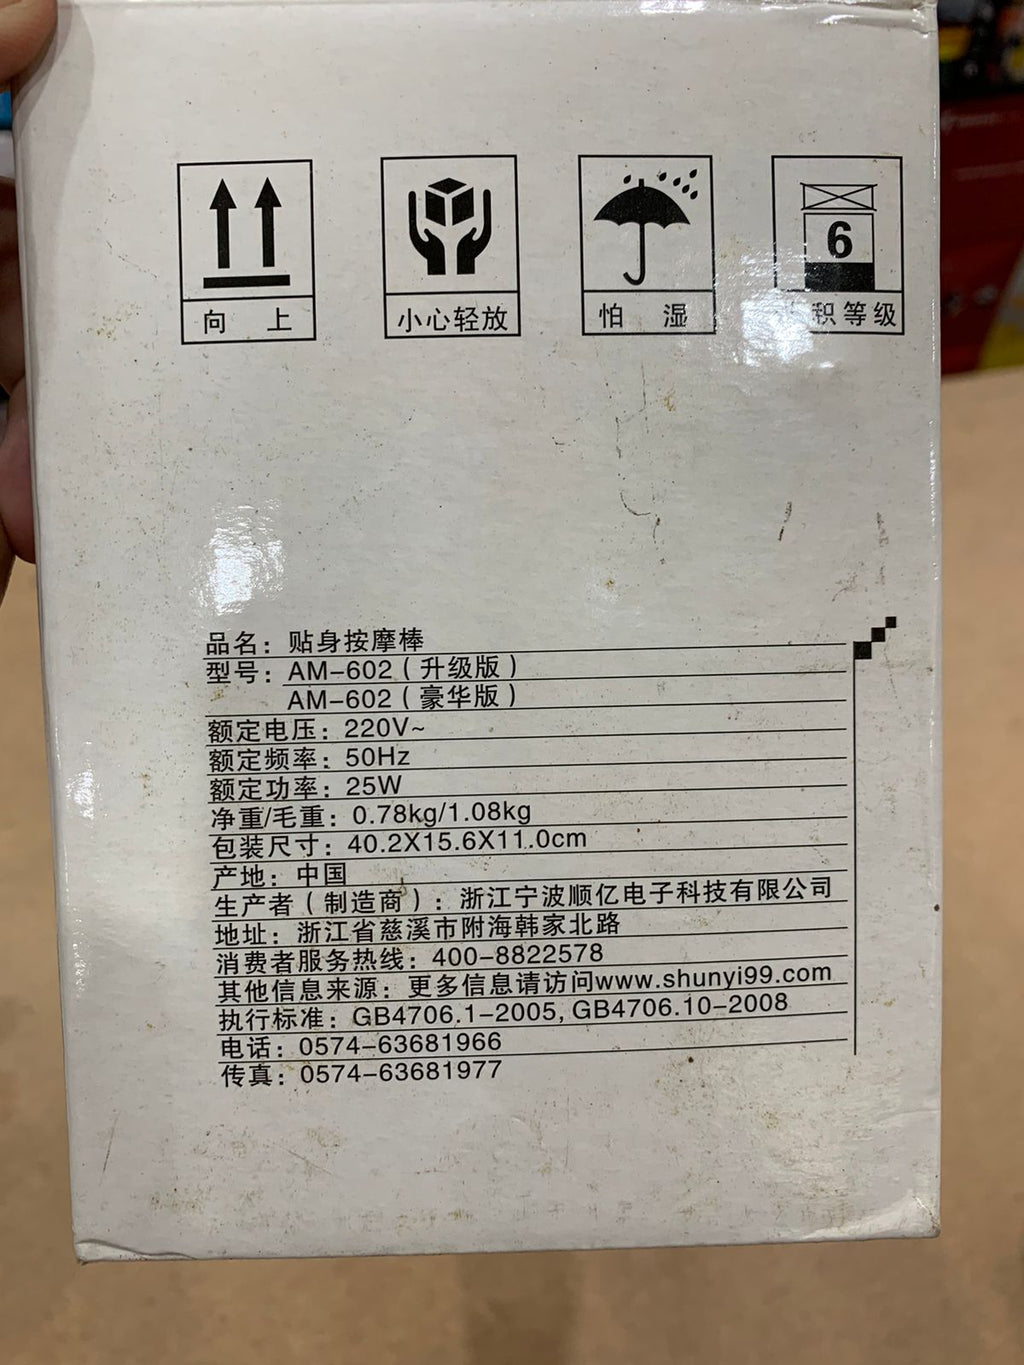 向 上
小心轻放
怕 湿
6
积等级
品名：贴身按摩棒
型号：AM-602（升级版）
AM-602（豪华版）
额定电压：220V~
额定频率：50Hz
额定功率：25W
净重/毛重：0.78kg/1.08kg
包装尺寸：40.2X15.6X11.0cm
产地：中国
生产者（制造商）：浙江宁波顺亿电子科技有限公司
地址：浙江省慈溪市附海韩家北路
消费者服务热线：400-8822578
其他信息来源：更多信息请访问www.shunyi99.com
执行标准：GB4706.1-2005, GB4706.10-2008
电话：0574-63681966
传真：0574-63681977